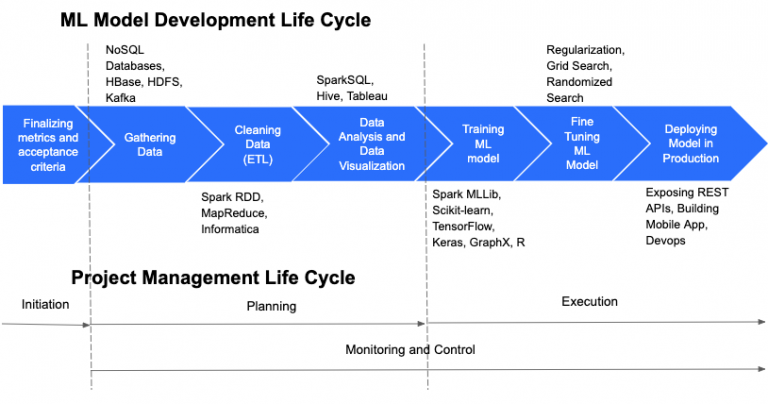 ML Model Development Life Cycle
NoSQL
Databases,
HBase, HDFS,
Kafka
SparkSQL,
Hive, Tableau
Regularization,
Grid Search,
Randomized
Search
Finalizing
metrics and
acceptance
criteria
Gathering
Data
Cleaning
Data
(ETL)
Data
Analysis and
Data
Visualization
Training
ML
model
Fine
Tuning
ML
Model
Deploying
Model in
Production
Spark RDD,
MapReduce,
Informatica
Spark MLLib,
Scikit-learn,
TensorFlow,
Keras, GraphX, R
Exposing REST
APIs, Building
Mobile App,
Devops
Project Management Life Cycle
Initiation
Planning
Execution
Monitoring and Control